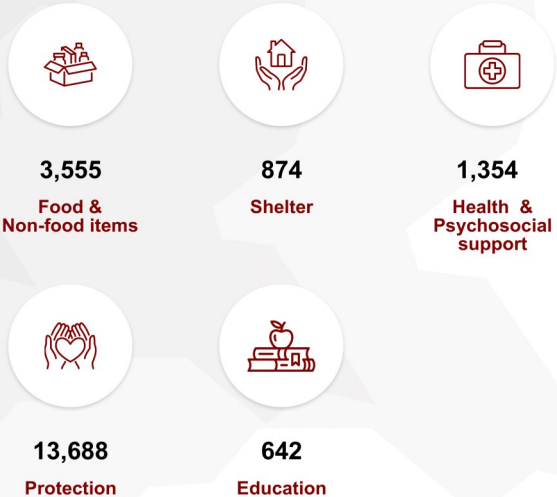 3,555
Food &
Non-food items
874
Shelter
1,354
Health &
Psychosocial
support
13,688
Protection
642
Education